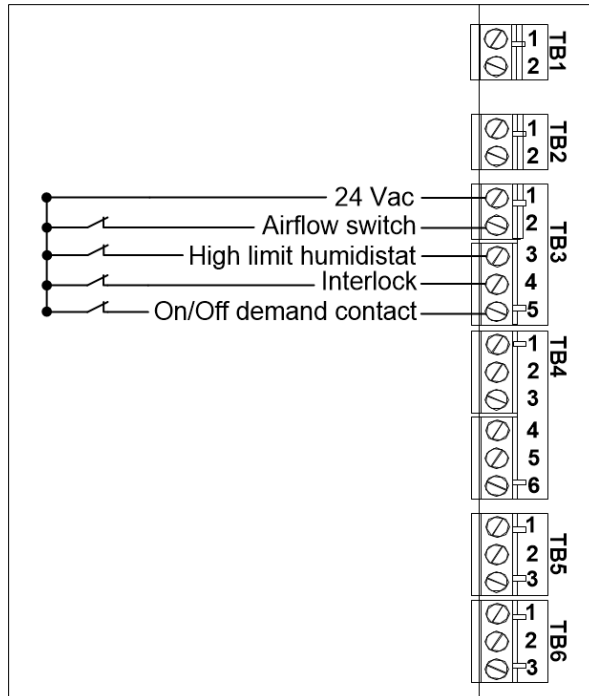 1
2
TB1
1
2
TB2
24 Vac 1
Airflow switch 2
High limit humidistat 3
Interlock 4
On/Off demand contact 5
TB3
1
2
3
4
5
6
TB4
1
2
3
TB5
1
2
3
TB6